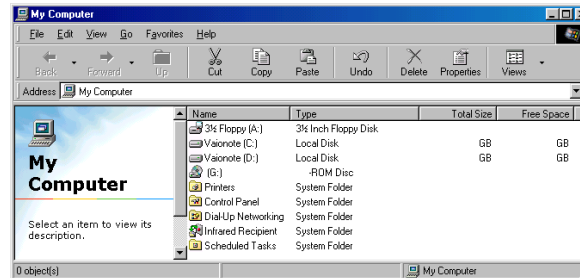 My Computer
File Edit View Go Favorites Help
Back Forward Up Cut Copy Paste Undo Delete Properties Views
Address My Computer
Name Type Total Size Free Space
3½ Floppy (A:) 3½ Inch Floppy Disk
Vaionote (C:) Local Disk GB GB
Vaionote (D:) Local Disk GB GB
(G:) -ROM Disc
Printers System Folder
Control Panel System Folder
Dial-Up Networking System Folder
Infrared Recipient System Folder
Scheduled Tasks System Folder
My
Computer
Select an item to view its
description.
0 object(s) My Computer